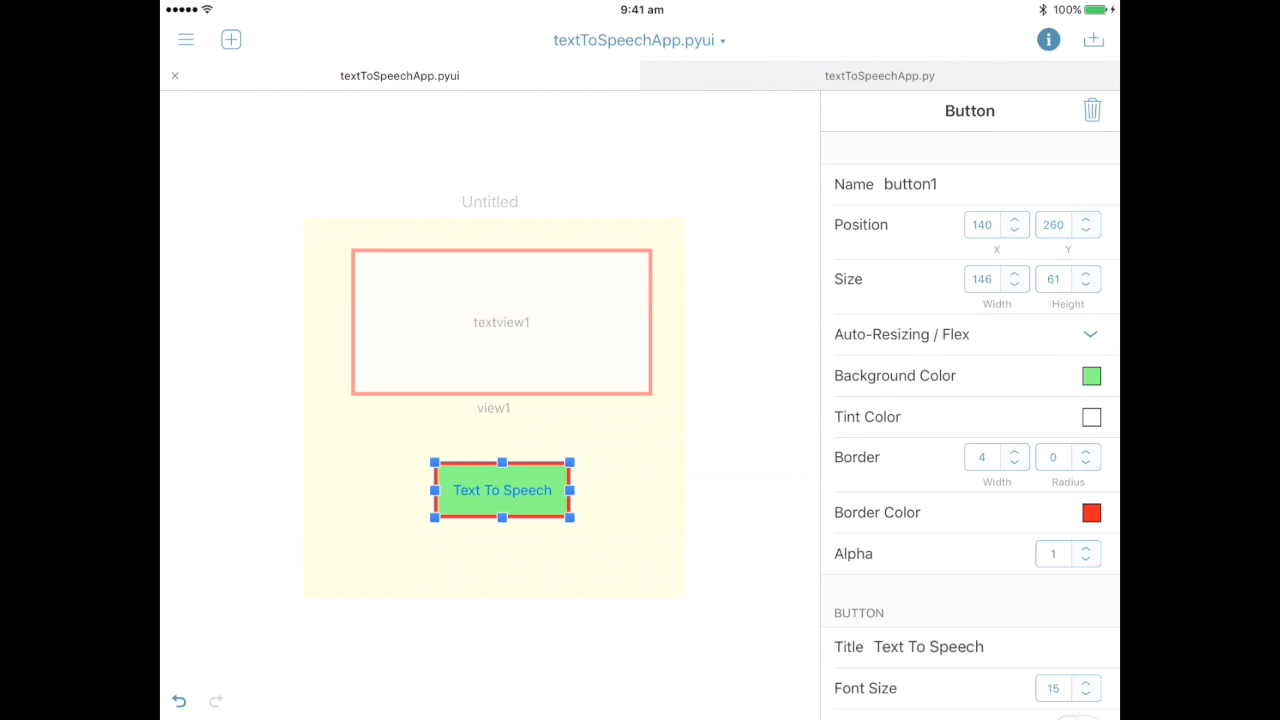 9:41 am
100%
textToSpeechApp.pyui
textToSpeechApp.pyui
textToSpeechApp.py
Button
Untitled
textview1
view1
Text To Speech
Name button1
Position 140 260
X Y
Size 146 61
Width Height
Auto-Resizing / Flex
Background Color
Tint Color
Border 4 0
Width Radius
Border Color
Alpha 1
BUTTON
Title Text To Speech
Font Size 15